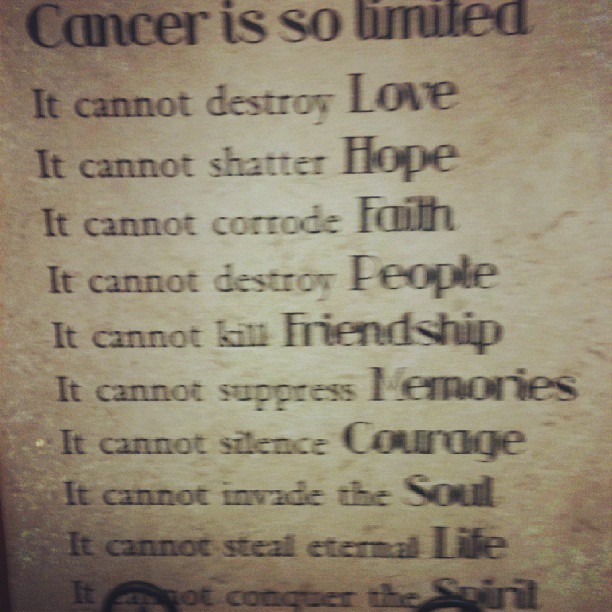 Cancer is so limited
It cannot destroy Love
It cannot shatter Hope
It cannot corrode Faith
It cannot destroy People
It cannot kill Friendship
It cannot suppress Memories
It cannot silence Courage
It cannot invade the Soul
It cannot steal eternal Life
It cannot conquer the Spirit